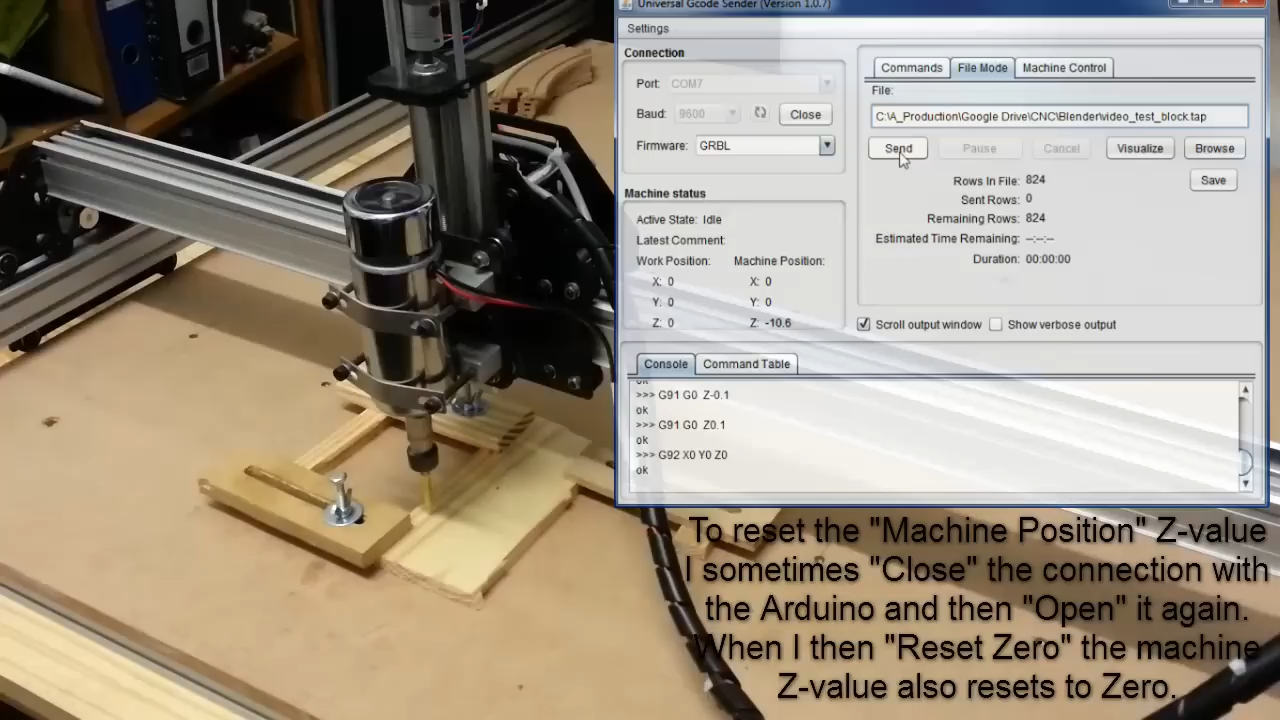 Universal Gcode Sender (Version 1.0.7)
Settings
Connection
Port: COM7
Baud: 9600 Close
Firmware: GRBL
Machine status
Active State: Idle
Latest Comment:
Work Position: Machine Position:
X: 0 X: 0
Y: 0 Y: 0
Z: 0 Z: -10.6
Commands File Mode Machine Control
File:
C:\A_Production\Google Drive\CNC\Blender\video_test_block.tap
Send Pause Cancel Visualize Browse
Rows In File: 824 Save
Sent Rows: 0
Remaining Rows: 824
Estimated Time Remaining: --:--:--
Duration: 00:00:00
Scroll output window Show verbose output
Console Command Table
ok
>>> G91 G0 Z-0.1
ok
>>> G91 G0 Z0.1
ok
>>> G92 X0 Y0 Z0
ok
To reset the "Machine Position" Z-value
I sometimes "Close" the connection with
the Arduino and then "Open" it again.
When I then "Reset Zero" the machine
Z-value also resets to Zero.